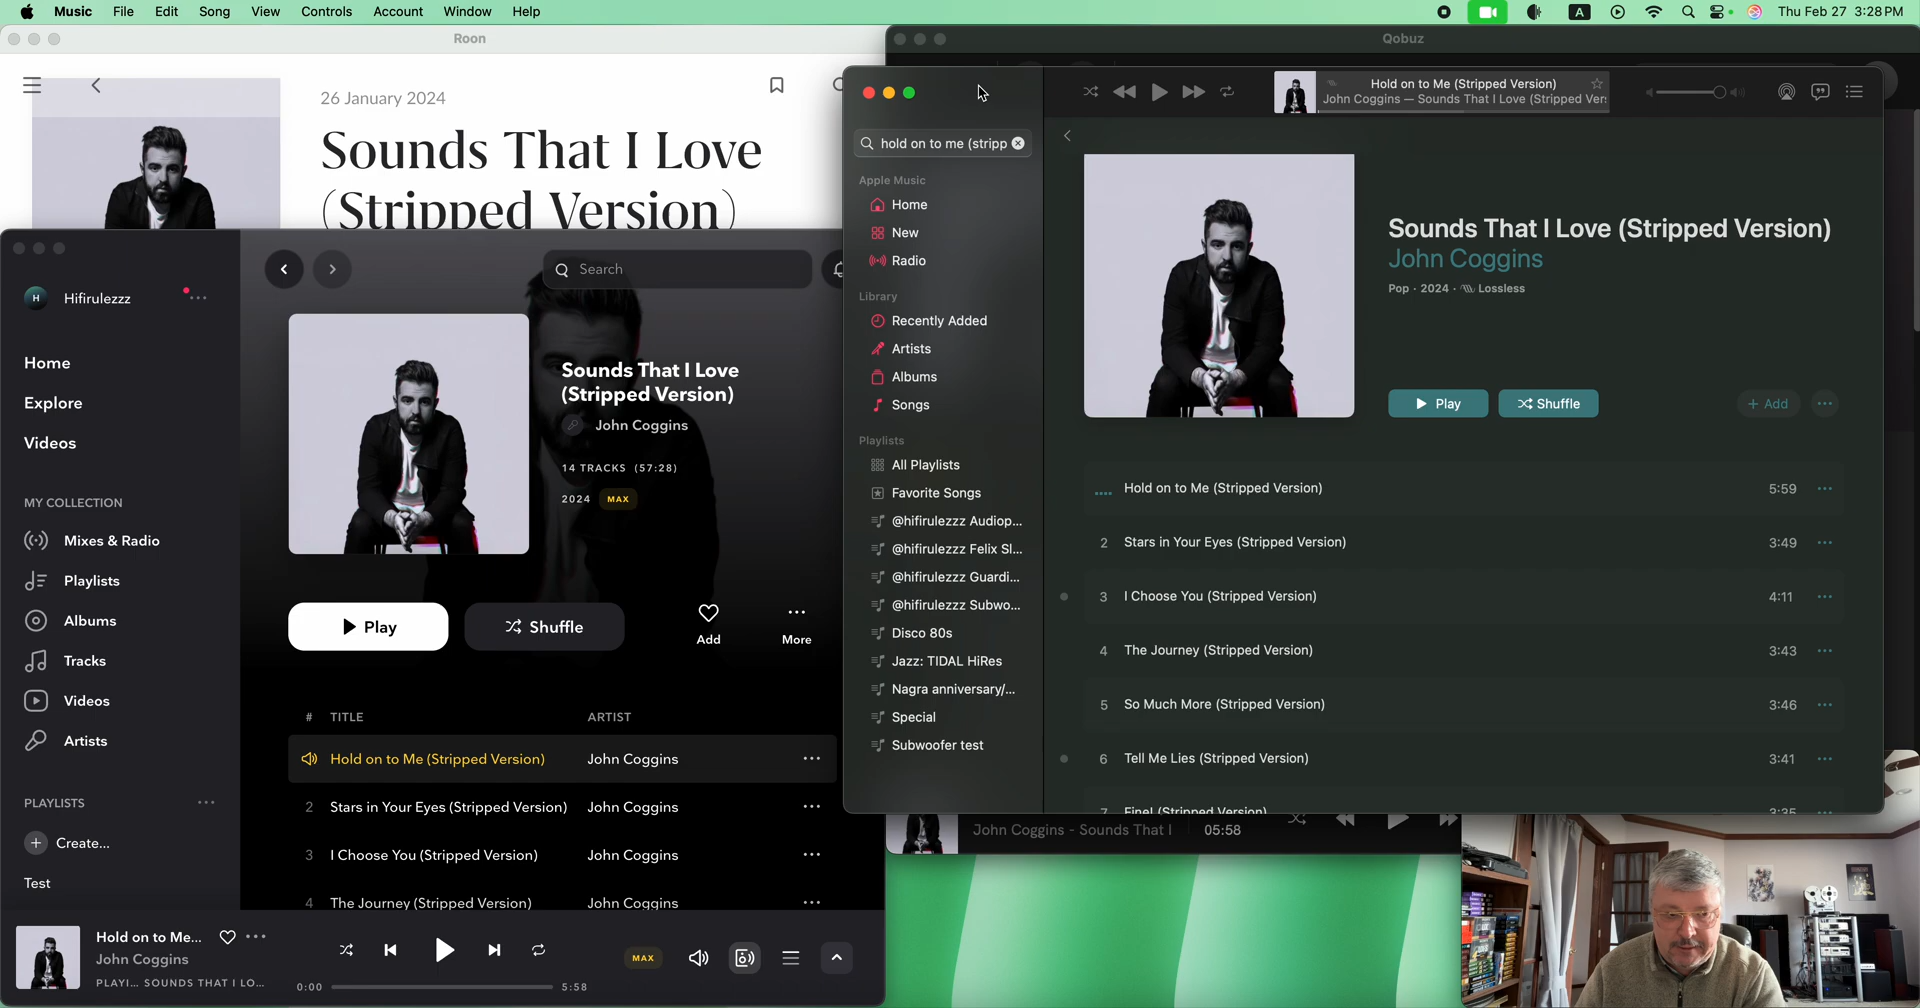 Music File Edit Song View Controls Account Window Help
A
Thu Feb 27 3:28 PM
Roon
26 January 2024
Sounds That I Love
(Stripped Version)
Qobuz
Hold on to Me (Stripped Version)
John Coggins — Sounds That I Love (Stripped Ver
hold on to me (stripp
Apple Music
Home
New
Radio
Library
Recently Added
Artists
Albums
Songs
Playlists
All Playlists
Favorite Songs
@hifirulezzz Audiop...
@hifirulezzz Felix Sl...
@hifirulezzz Guardi...
@hifirulezzz Subwo...
Disco 80s
Jazz: TIDAL HiRes
Nagra anniversary/...
Special
Subwoofer test
Sounds That I Love (Stripped Version)
John Coggins
Pop · 2024 · Lossless
Play
Shuffle
+ Add
Hold on to Me (Stripped Version) 5:59
2 Stars in Your Eyes (Stripped Version) 3:49
3 I Choose You (Stripped Version) 4:11
4 The Journey (Stripped Version) 3:43
5 So Much More (Stripped Version) 3:46
6 Tell Me Lies (Stripped Version) 3:41
7 Fine! (Stripped Version) 3:35
John Coggins - Sounds That I
05:58
H
Hifirulezzz
Search
Home
Explore
Videos
MY COLLECTION
Mixes & Radio
Playlists
Albums
Tracks
Videos
Artists
PLAYLISTS
Create...
Test
Sounds That I Love
(Stripped Version)
John Coggins
14 TRACKS (57:28)
2024 MAX
Play
Shuffle
Add
More
# TITLE ARTIST
Hold on to Me (Stripped Version) John Coggins
2 Stars in Your Eyes (Stripped Version) John Coggins
3 I Choose You (Stripped Version) John Coggins
4 The Journey (Stripped Version) John Coggins
Hold on to Me...
John Coggins
PLAYI... SOUNDS THAT I LO...
0:00
5:58
MAX